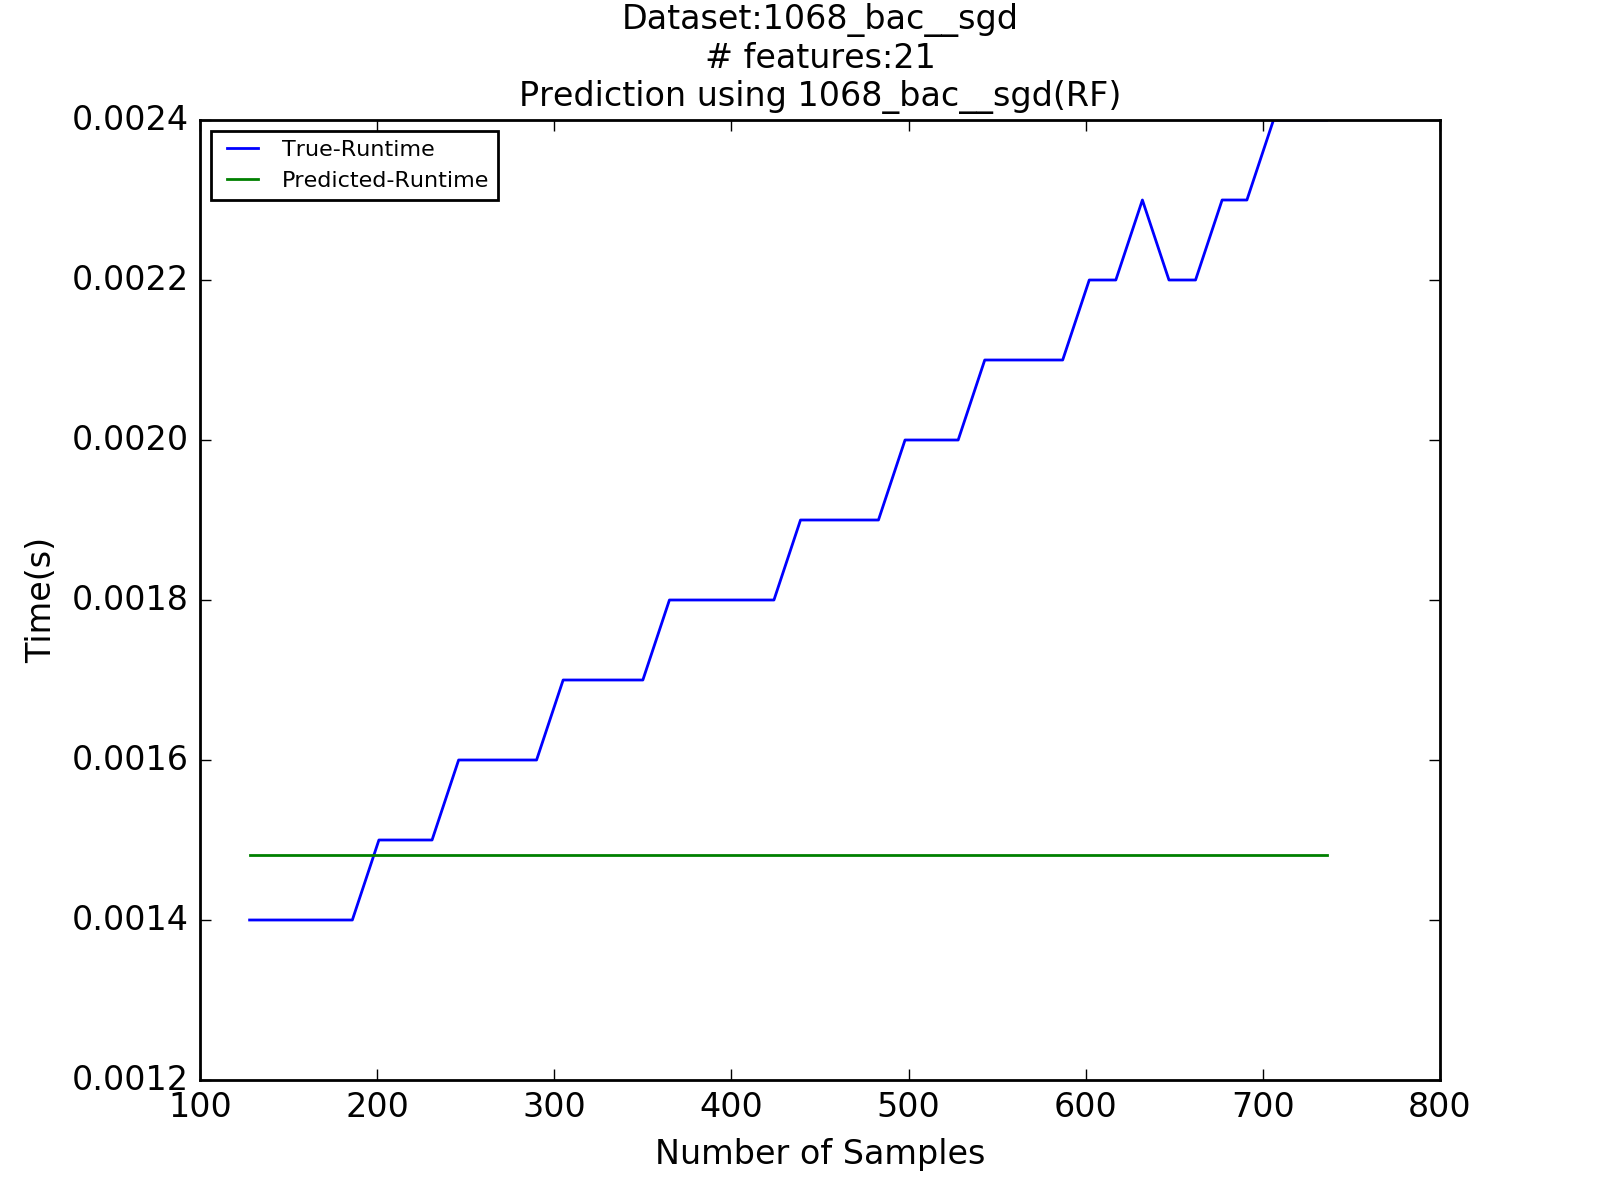 Dataset:1068_bac__sgd
# features:21
Prediction using 1068_bac__sgd(RF)
True-Runtime
Predicted-Runtime
0.0024
0.0022
0.0020
0.0018
0.0016
0.0014
0.0012
Time(s)
100 200 300 400 500 600 700 800
Number of Samples